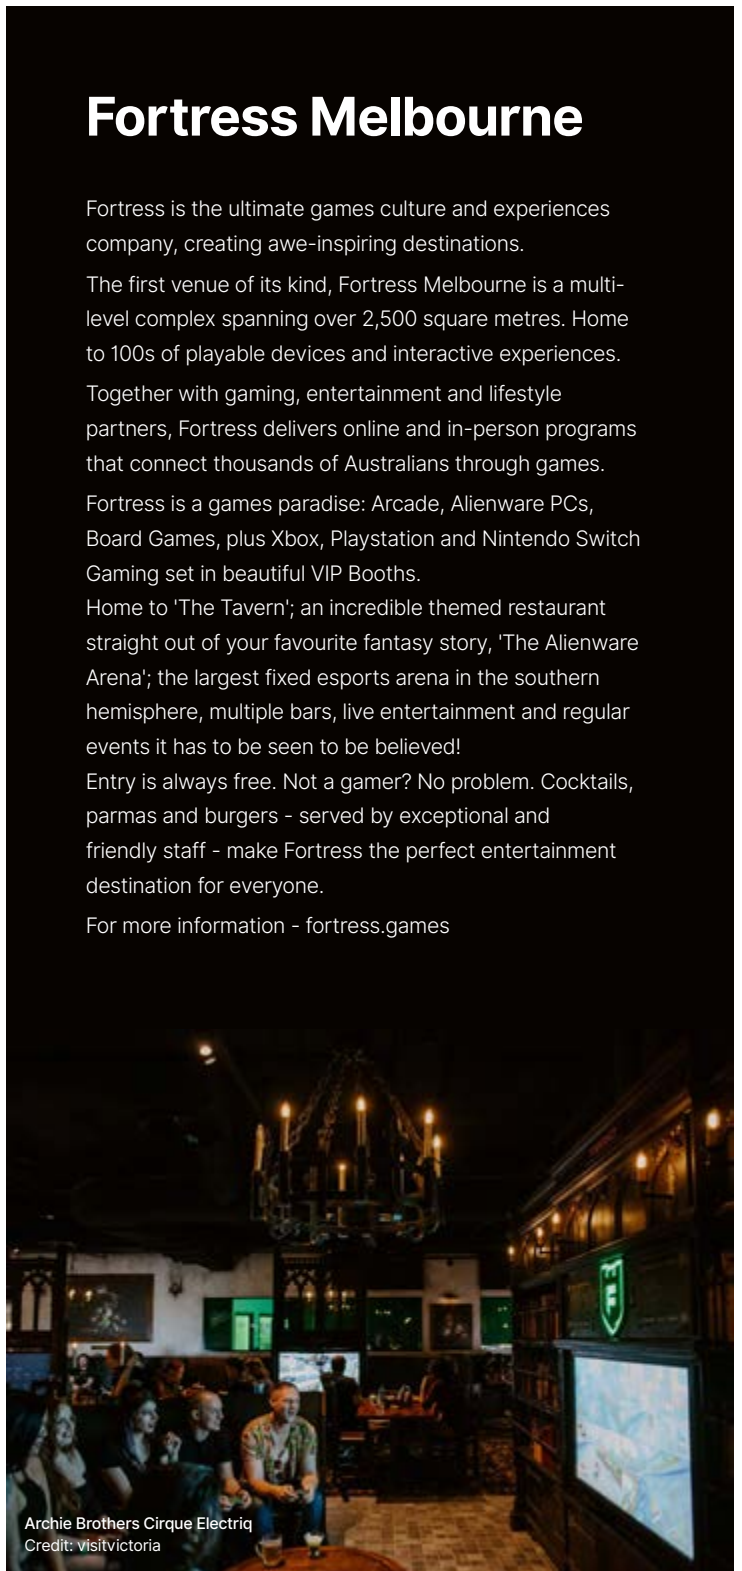 Fortress Melbourne
Fortress is the ultimate games culture and experiences
company, creating awe-inspiring destinations.
The first venue of its kind, Fortress Melbourne is a multi-
level complex spanning over 2,500 square metres. Home
to 100s of playable devices and interactive experiences.
Together with gaming, entertainment and lifestyle
partners, Fortress delivers online and in-person programs
that connect thousands of Australians through games.
Fortress is a games paradise: Arcade, Alienware PCs,
Board Games, plus Xbox, Playstation and Nintendo Switch
Gaming set in beautiful VIP Booths.
Home to 'The Tavern'; an incredible themed restaurant
straight out of your favourite fantasy story, 'The Alienware
Arena'; the largest fixed esports arena in the southern
hemisphere, multiple bars, live entertainment and regular
events it has to be seen to be believed!
Entry is always free. Not a gamer? No problem. Cocktails,
parmas and burgers - served by exceptional and
friendly staff - make Fortress the perfect entertainment
destination for everyone.
For more information - fortress.games
F
Archie Brothers Cirque Electriq
Credit: visitvictoria